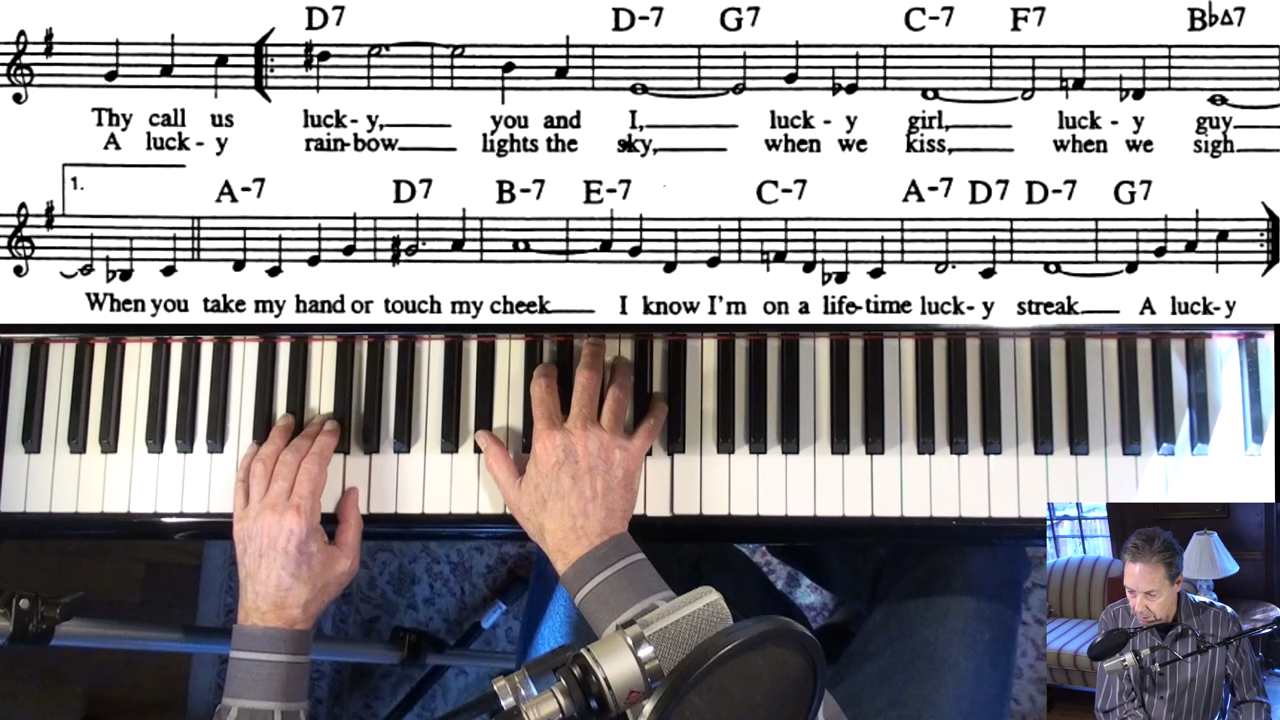 D7 D-7 G7 C-7 F7 B♭Δ7
Thy call us luck - y, you and I, luck - y girl, luck - y guy
A luck - y rain-bow lights the sky, when we kiss, when we sigh
1.
A-7 D7 B-7 E-7 C-7 A-7 D7 D-7 G7
When you take my hand or touch my cheek I know I'm on a life-time luck- y streak A luck-y